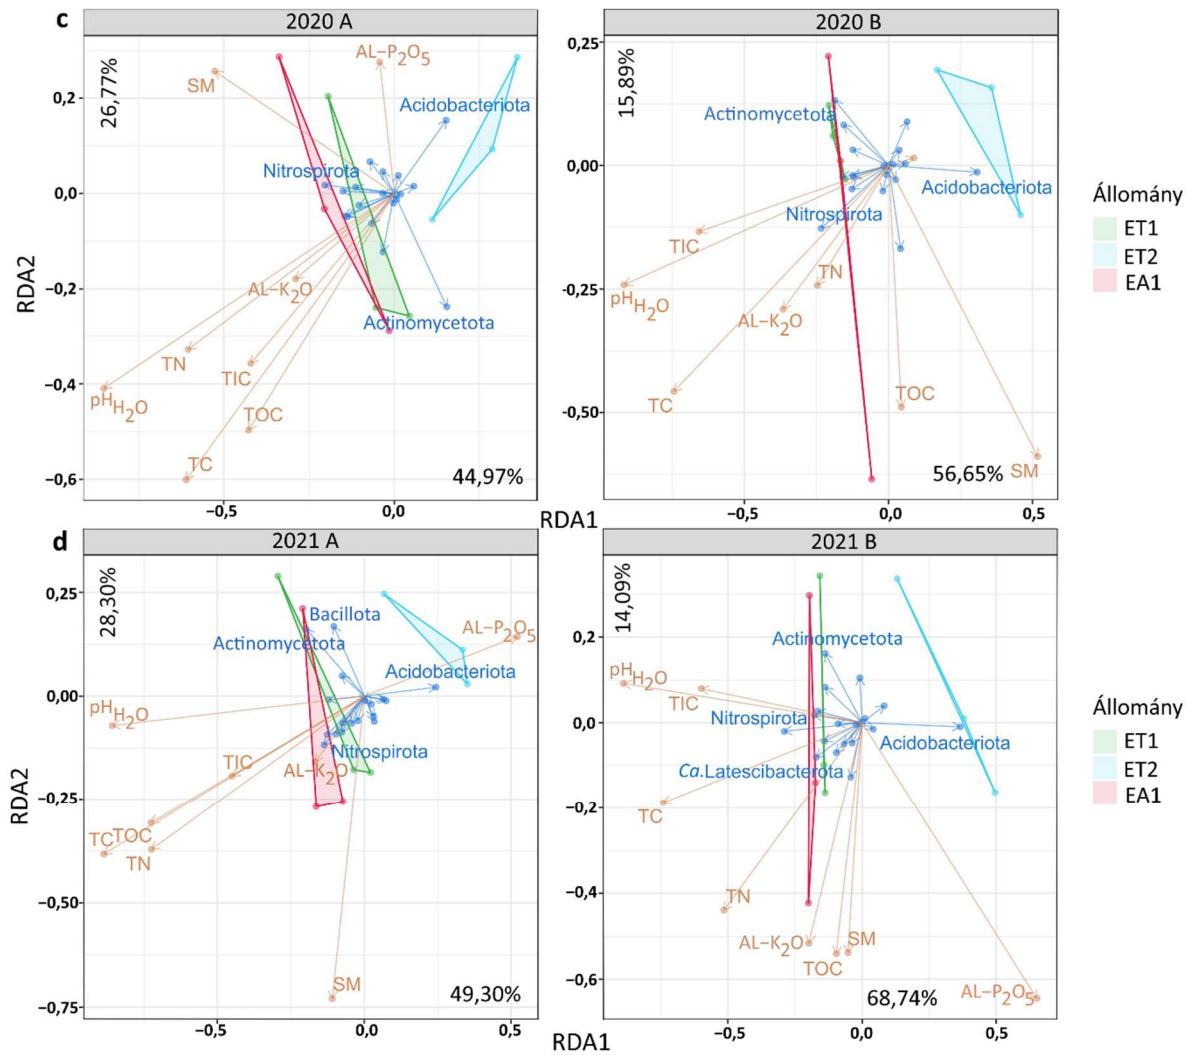 c
2020 A
2020 B
26,77%
15,89%
AL–P2O5
SM
Acidobacteriota
Nitrospirota
AL–K2O
Actinomycetota
TN
TIC
pHH2O
TOC
TC
44,97%
0,2
0,0
−0,2
−0,4
−0,6
−0,5
0,0
0,25
0,00
−0,25
−0,50
Actinomycetota
Acidobacteriota
Nitrospirota
TIC
TN
pHH2O
AL–K2O
TC
TOC
SM
56,65%
−0,5
0,0
0,5
RDA2
RDA1
Állomány
ET1
ET2
EA1
d
2021 A
2021 B
28,30%
14,09%
Bacillota
AL–P2O5
Actinomycetota
Acidobacteriota
pHH2O
Nitrospirota
TIC
AL–K2O
TC
TOC
TN
SM
49,30%
0,25
0,00
−0,25
−0,50
−0,75
−0,5
0,0
0,5
0,2
0,0
−0,2
−0,4
−0,6
Actinomycetota
pHH2O
TIC
Nitrospirota
Acidobacteriota
Ca.Latescibacterota
TC
TN
AL–K2O
SM
TOC
AL–P2O5
68,74%
−0,5
0,0
0,5
RDA2
RDA1
Állomány
ET1
ET2
EA1